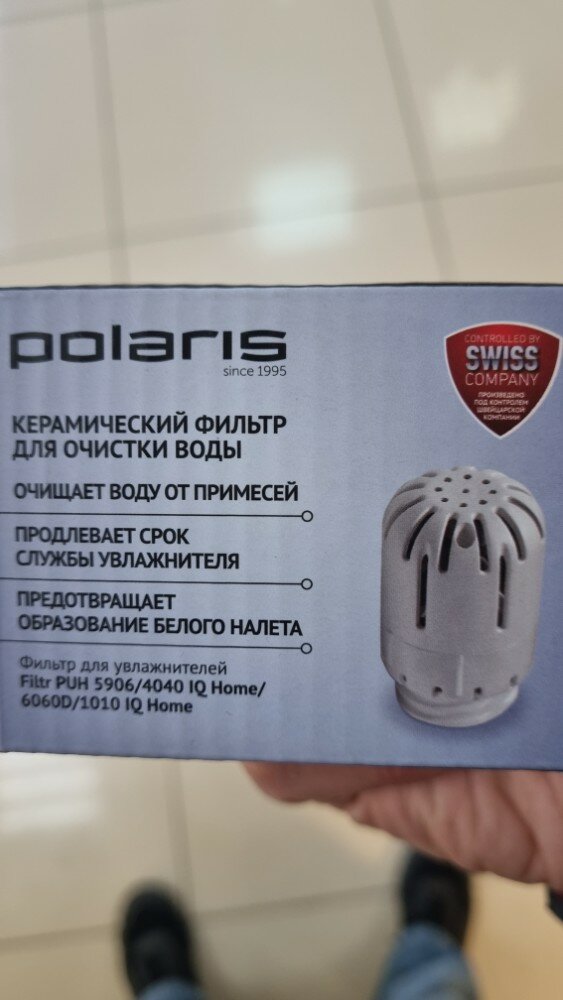 polaris
since 1995
CONTROLLED BY
SWISS
COMPANY
ПРОИЗВЕДЕНО
ПОД КОНТРОЛЕМ
ШВЕЙЦАРСКОЙ
КОМПАНИИ
КЕРАМИЧЕСКИЙ ФИЛЬТР
ДЛЯ ОЧИСТКИ ВОДЫ
ОЧИЩАЕТ ВОДУ ОТ ПРИМЕСЕЙ
ПРОДЛЕВАЕТ СРОК
СЛУЖБЫ УВЛАЖНИТЕЛЯ
ПРЕДОТВРАЩАЕТ
ОБРАЗОВАНИЕ БЕЛОГО НАЛЕТА
Фильтр для увлажнителей
Filtr PUH 5906/4040 IQ Home/
6060D/1010 IQ Home